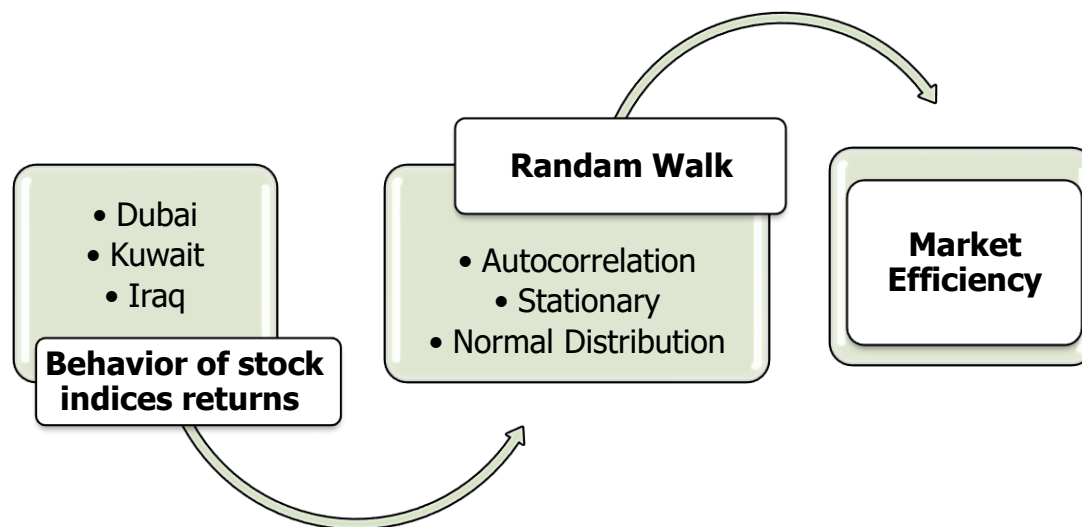 • Dubai
• Kuwait
• Iraq
Behavior of stock
indices returns
Randam Walk
• Autocorrelation
• Stationary
• Normal Distribution
Market
Efficiency